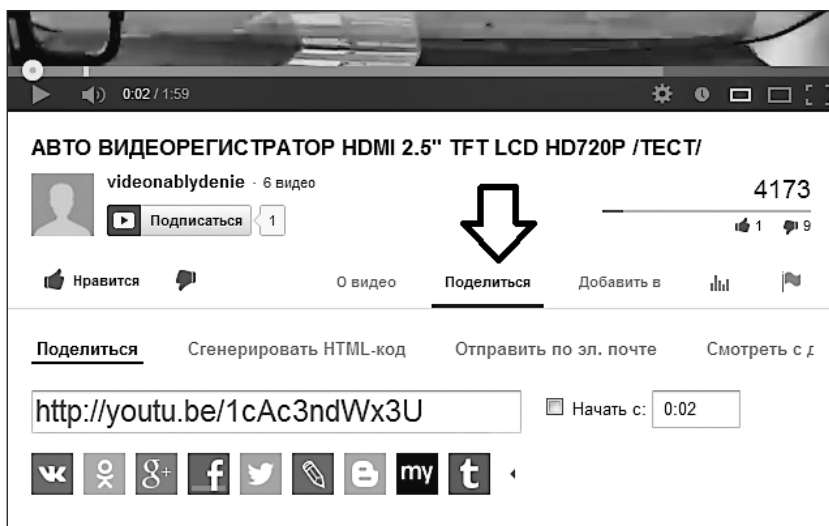 0:02 / 1:59
АВТО ВИДЕОРЕГИСТРАТОР HDMI 2.5" TFT LCD HD720P /ТЕСТ/
videonablydenie · 6 видео
4173
Подписаться 1
1 9
Нравится О видео Поделиться Добавить в
Поделиться Сгенерировать HTML-код Отправить по эл. почте Смотреть с
http://youtu.be/1cAc3ndWx3U Начать с: 0:02
g+ f B my t